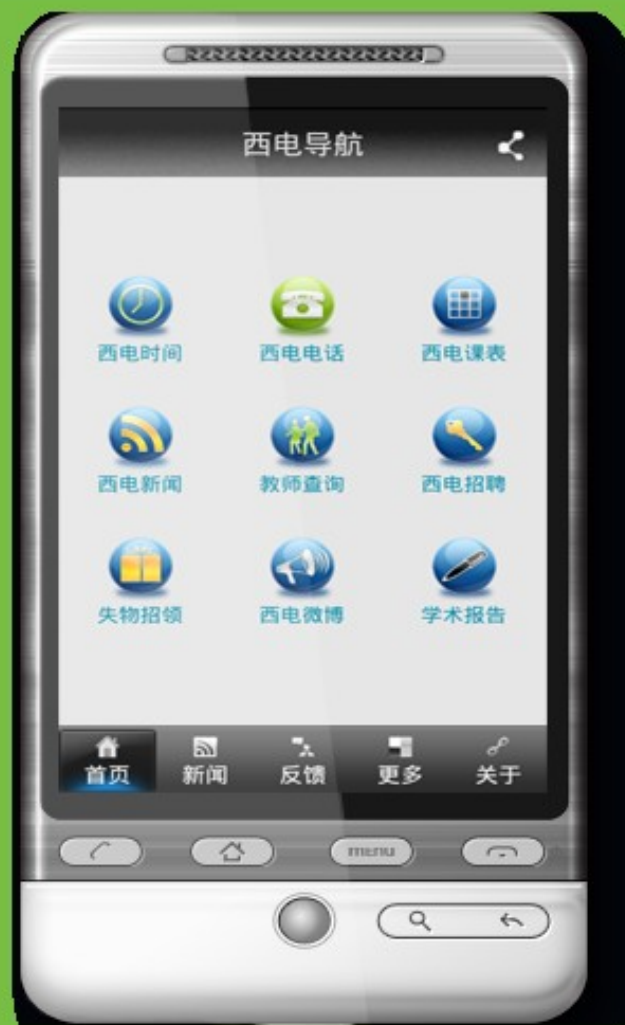 西电导航
西电时间 西电电话 西电课表
西电新闻 教师查询 西电招聘
失物招领 西电微博 学术报告
首页 新闻 反馈 更多 关于
menu